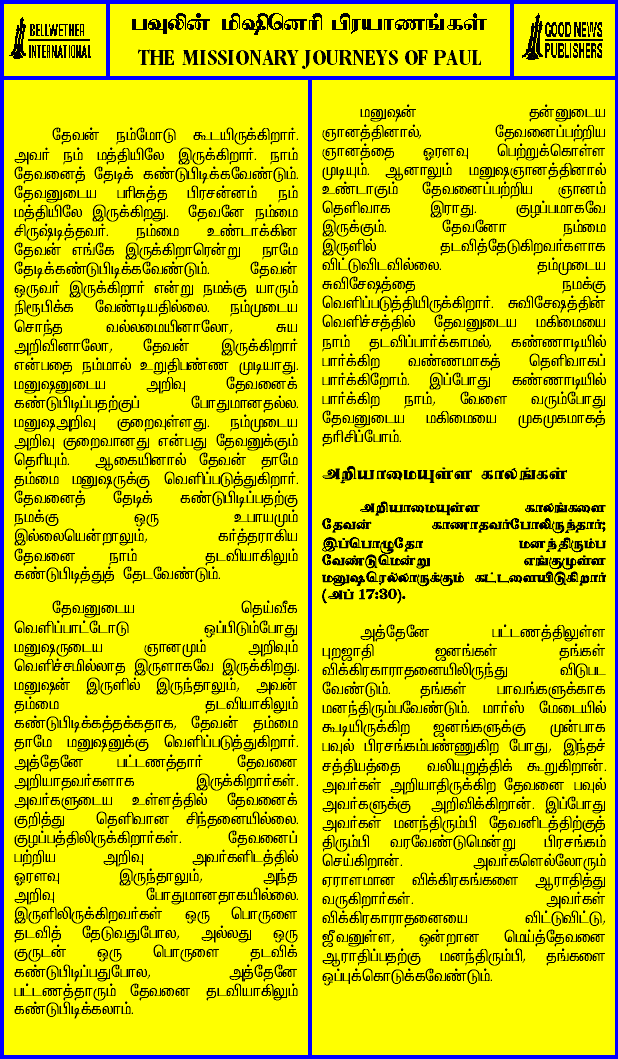 BELLWETHER
INTERNATIONAL
பவுலின் மிஷினெரி பிரயாணங்கள்
THE MISSIONARY JOURNEYS OF PAUL
GOOD NEWS
PUBLISHERS
தேவன் நம்மோடு கூடயிருக்கிறார்.
அவர் நம் மத்தியிலே இருக்கிறார். நாம்
தேவனைத் தேடிக் கண்டுபிடிக்கவேண்டும்.
தேவனுடைய பரிசுத்த பிரசன்னம் நம்
மத்தியிலே இருக்கிறது. தேவனே நம்மை
சிருஷ்டித்தவர். நம்மை உண்டாக்கின
தேவன் எங்கே இருக்கிறாரென்று நாமே
தேடிக்கண்டுபிடிக்கவேண்டும். தேவன்
ஒருவர் இருக்கிறார் என்று நமக்கு யாரும்
நிரூபிக்க வேண்டியதில்லை. நம்முடைய
சொந்த வல்லமையினாலோ, சுய
அறிவினாலோ, தேவன் இருக்கிறார்
என்பதை நம்மால் உறுதிபண்ண முடியாது.
மனுஷனுடைய அறிவு தேவனைக்
கண்டுபிடிப்பதற்குப் போதுமானதல்ல.
மனுஷஅறிவு குறைவுள்ளது. நம்முடைய
அறிவு குறைவானது என்பது தேவனுக்கும்
தெரியும். ஆகையினால் தேவன் தாமே
தம்மை மனுஷருக்கு வெளிப்படுத்துகிறார்.
தேவனைத் தேடிக் கண்டுபிடிப்பதற்கு
நமக்கு ஒரு உபாயமும்
இல்லையென்றாலும், கர்த்தராகிய
தேவனை நாம் தடவியாகிலும்
கண்டுபிடித்துத் தேடவேண்டும்.
தேவனுடைய தெய்வீக
வெளிப்பாட்டோடு ஒப்பிடும்போது
மனுஷருடைய ஞானமும் அறிவும்
வெளிச்சமில்லாத இருளாகவே இருக்கிறது.
மனுஷன் இருளில் இருந்தாலும், அவன்
தம்மை தடவியாகிலும்
கண்டுபிடிக்கத்தக்கதாக, தேவன் தம்மை
தாமே மனுஷனுக்கு வெளிப்படுத்துகிறார்.
அத்தேனே பட்டணத்தார் தேவனை
அறியாதவர்களாக இருக்கிறார்கள்.
அவர்களுடைய உள்ளத்தில் தேவனைக்
குறித்து தெளிவான சிந்தனையில்லை.
குழப்பத்திலிருக்கிறார்கள். தேவனைப்
பற்றிய அறிவு அவர்களிடத்தில்
ஓரளவு இருந்தாலும், அந்த
அறிவு போதுமானதாகயில்லை.
இருளிலிருக்கிறவர்கள் ஒரு பொருளை
தடவித் தேடுவதுபோல, அல்லது ஒரு
குருடன் ஒரு பொருளை தடவிக்
கண்டுபிடிப்பதுபோல, அத்தேனே
பட்டணத்தாரும் தேவனை தடவியாகிலும்
கண்டுபிடிக்கலாம்.
மனுஷன் தன்னுடைய
ஞானத்தினால், தேவனைப்பற்றிய
ஞானத்தை ஓரளவு பெற்றுக்கொள்ள
முடியும். ஆனாலும் மனுஷஞானத்தினால்
உண்டாகும் தேவனைப்பற்றிய ஞானம்
தெளிவாக இராது. குழப்பமாகவே
இருக்கும். தேவனோ நம்மை
இருளில் தடவித்தேடுகிறவர்களாக
விட்டுவிடவில்லை. தம்முடைய
சுவிசேஷத்தை நமக்கு
வெளிப்படுத்தியிருக்கிறார். சுவிசேஷத்தின்
வெளிச்சத்தில் தேவனுடைய மகிமையை
நாம் தடவிப்பார்க்காமல், கண்ணாடியில்
பார்க்கிற வண்ணமாகத் தெளிவாகப்
பார்க்கிறோம். இப்போது கண்ணாடியில்
பார்க்கிற நாம், வேளை வரும்போது
தேவனுடைய மகிமையை முகமுகமாகத்
தரிசிப்போம்.
அறியாமையுள்ள காலங்கள்
அறியாமையுள்ள காலங்களை
தேவன் காணாதவர்போலிருந்தார்;
இப்பொழுதோ மனந்திரும்ப
வேண்டுமென்று எங்குமுள்ள
மனுஷரெல்லாருக்கும் கட்டளையிடுகிறார்
(அப் 17:30).
அத்தேனே பட்டணத்திலுள்ள
புறஜாதி ஜனங்கள் தங்கள்
விக்கிரகாராதனையிலிருந்து விடுபட
வேண்டும். தங்கள் பாவங்களுக்காக
மனந்திரும்பவேண்டும். மார்ஸ் மேடையில்
கூடியிருக்கிற ஜனங்களுக்கு முன்பாக
பவுல் பிரசங்கம்பண்ணுகிற போது, இந்தச்
சத்தியத்தை வலியுறுத்திக் கூறுகிறான்.
அவர்கள் அறியாதிருக்கிற தேவனை பவுல்
அவர்களுக்கு அறிவிக்கிறான். இப்போது
அவர்கள் மனந்திரும்பி தேவனிடத்திற்குத்
திரும்பி வரவேண்டுமென்று பிரசங்கம்
செய்கிறான். அவர்களெல்லோரும்
ஏராளமான விக்கிரகங்களை ஆராதித்து
வருகிறார்கள். அவர்கள்
விக்கிரகாராதனையை விட்டுவிட்டு,
ஜீவனுள்ள, ஒன்றான மெய்த்தேவனை
ஆராதிப்பதற்கு மனந்திரும்பி, தங்களை
ஒப்புக்கொடுக்கவேண்டும்.